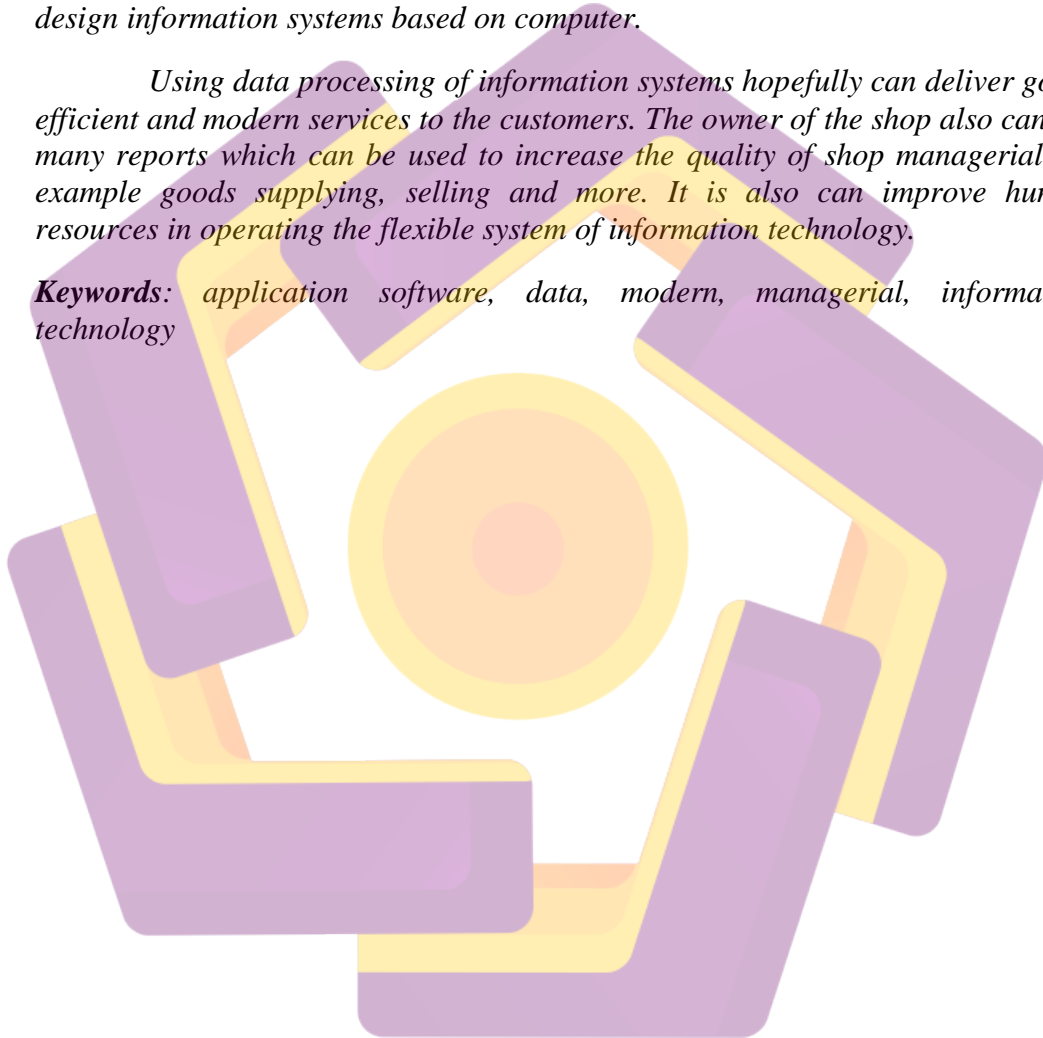 design information systems based on computer.
Using data processing of information systems hopefully can deliver
efficient and modern services to the customers. The owner of the shop also can
many reports which can be used to increase the quality of shop managerial
example goods supplying, selling and more. It is also can improve
resources in operating the flexible system of information technology.
Keywords: application software, data, modern, managerial,
technology